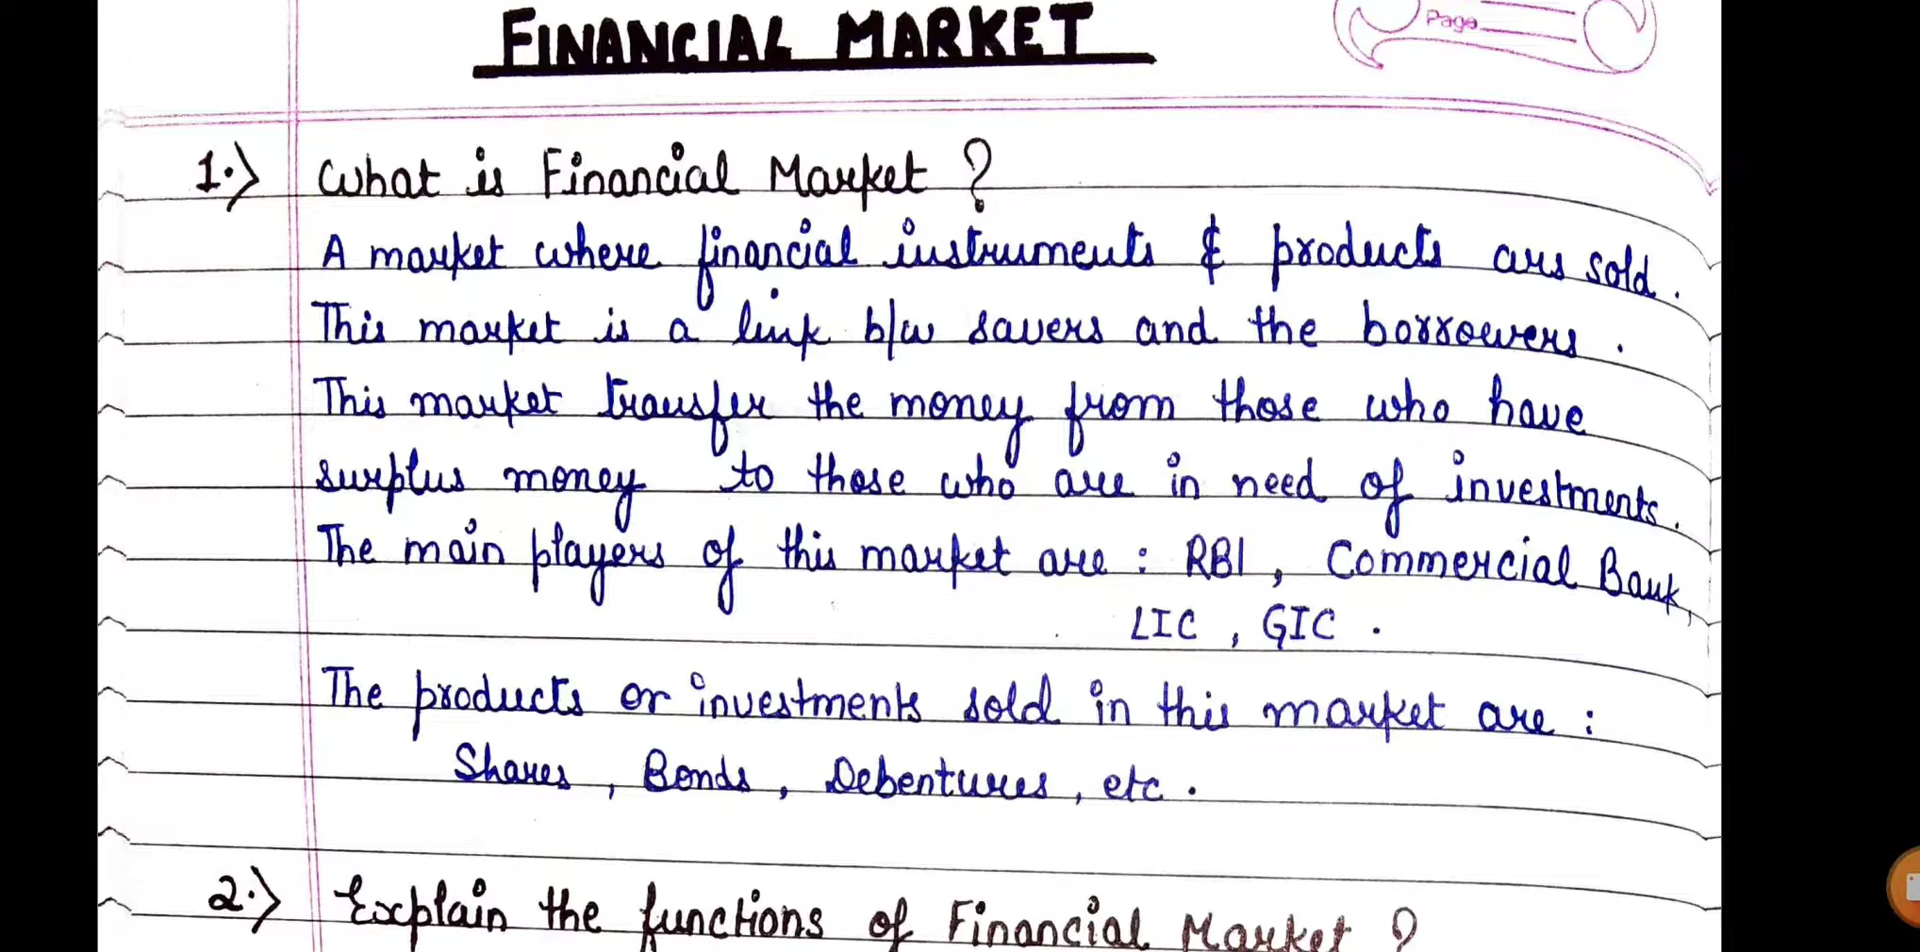 FINANCIAL MARKET
Page
1.) What is Financial Market ?
A market where financial instruments & products are sold.
This market is a link b/w savers and the borrowers.
This market transfer the money from those who have
surplus money to those who are in need of investments.
The main players of this market are : RBI, Commercial Bank,
LIC, GIC.
The products or investments sold in this market are :
Shares, Bonds, Debentures, etc.
2.) Explain the functions of Financial Market ?